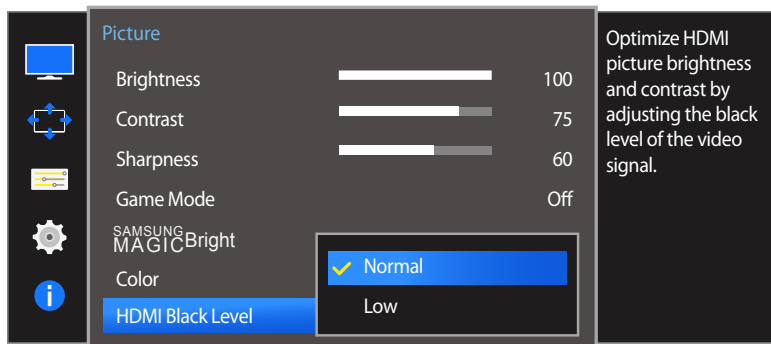 Picture
Brightness 100
Contrast 75
Sharpness 60
Game Mode Off
SAMSUNG
MAGICBright
Color
HDMI Black Level
Normal
Low
Optimize HDMI
picture brightness
and contrast by
adjusting the black
level of the video
signal.
i